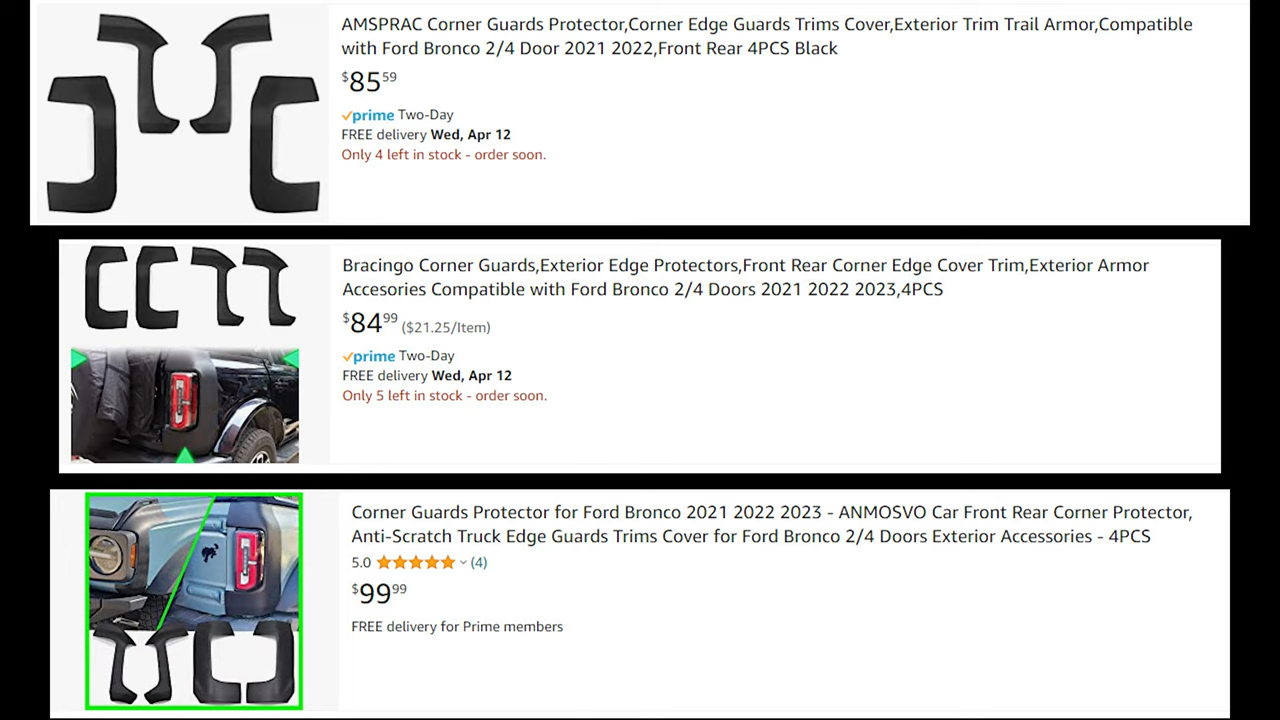 AMSPRAC Corner Guards Protector,Corner Edge Guards Trims Cover,Exterior Trim Trail Armor,Compatible
with Ford Bronco 2/4 Door 2021 2022,Front Rear 4PCS Black
$85 59
prime Two-Day
FREE delivery Wed, Apr 12
Only 4 left in stock - order soon.
Bracingo Corner Guards,Exterior Edge Protectors,Front Rear Corner Edge Cover Trim,Exterior Armor
Accesories Compatible with Ford Bronco 2/4 Doors 2021 2022 2023,4PCS
$84 99 ($21.25/Item)
prime Two-Day
FREE delivery Wed, Apr 12
Only 5 left in stock - order soon.
Corner Guards Protector for Ford Bronco 2021 2022 2023 - ANMOSVO Car Front Rear Corner Protector,
Anti-Scratch Truck Edge Guards Trims Cover for Ford Bronco 2/4 Doors Exterior Accessories - 4PCS
5.0 (4)
$99 99
FREE delivery for Prime members